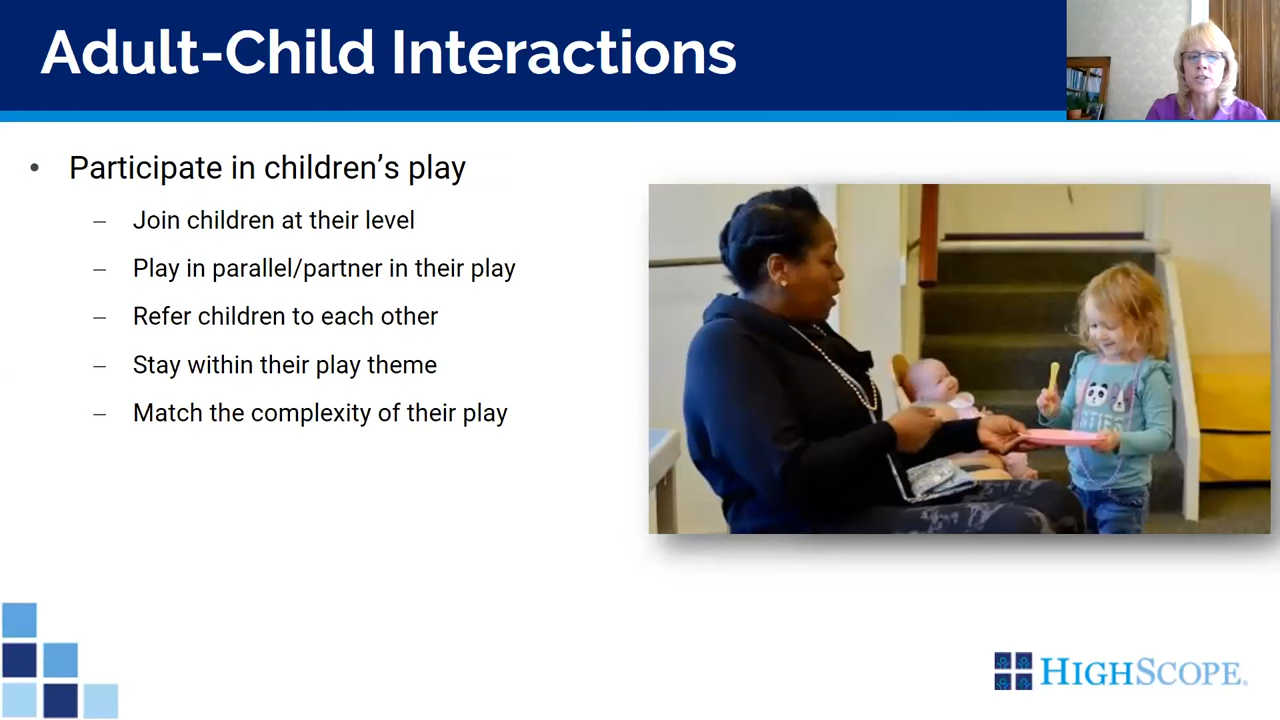 Adult-Child Interactions
• Participate in children’s play
– Join children at their level
– Play in parallel/partner in their play
– Refer children to each other
– Stay within their play theme
– Match the complexity of their play
HIGHSCOPE®